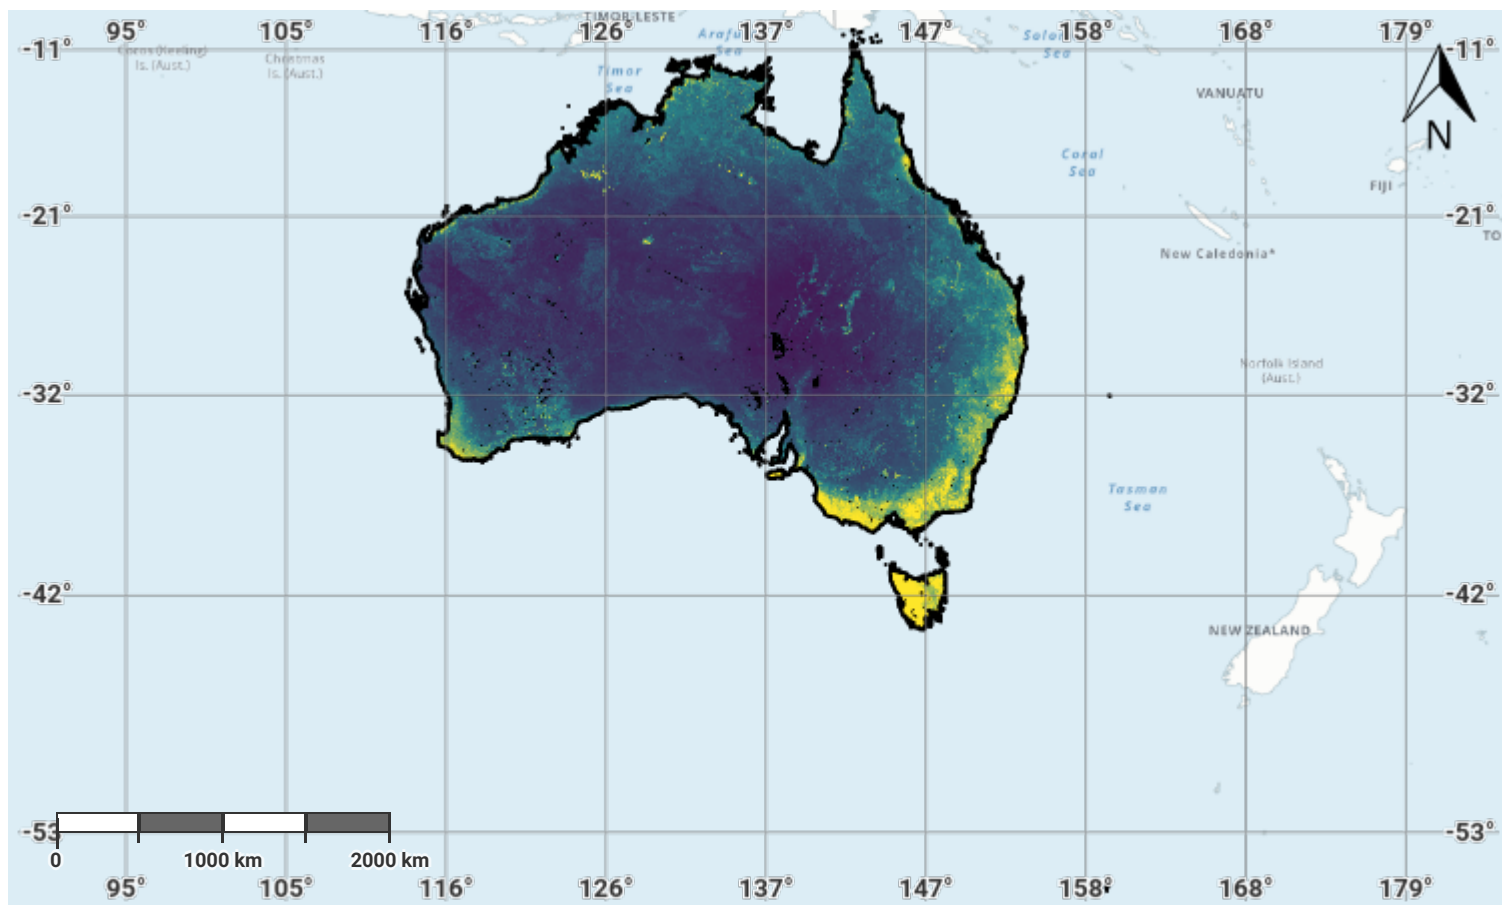 TIMOR-LESTE
95° 105° 116° 126° 137° 147° 158° 168° 179°
-11° -11°
Cocos (Keeling)
Is. (Aust.)
Christmas
Is. (Aust.)
Timor
Sea
Sea
Sea
VANUATU
N
Coral
Sea
FIJI
-21° -21°
TO
New Caledonia*
Norfolk Island
(Aust.)
-32° -32°
Tasman
Sea
-42° -42°
NEW ZEALAND
-53 -53°
0 1000 km 2000 km
95° 105° 116° 126° 137° 147° 158° 168° 179°